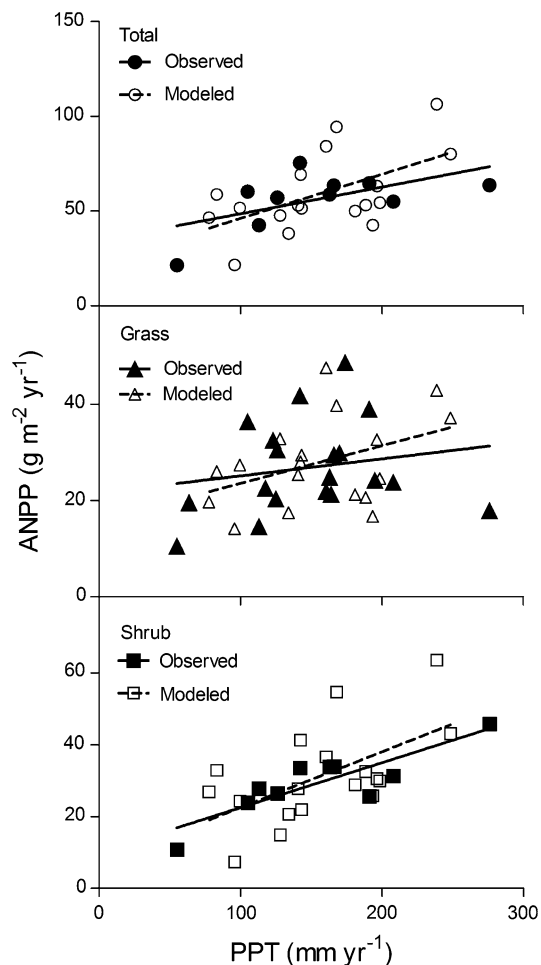 150
Total
Observed
Modeled
100
50
0
Grass
Observed
Modeled
40
20
0
ANPP (g m⁻² yr⁻¹)
Shrub
Observed
Modeled
60
40
20
0
0 100 200 300
PPT (mm yr⁻¹)